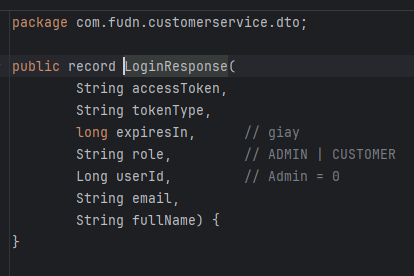 package com.fudn.customerservice.dto;
public record LoginResponse(
String accessToken,
String tokenType,
long expiresIn, // giay
String role, // ADMIN | CUSTOMER
Long userId, // Admin = 0
String email,
String fullName) {
}